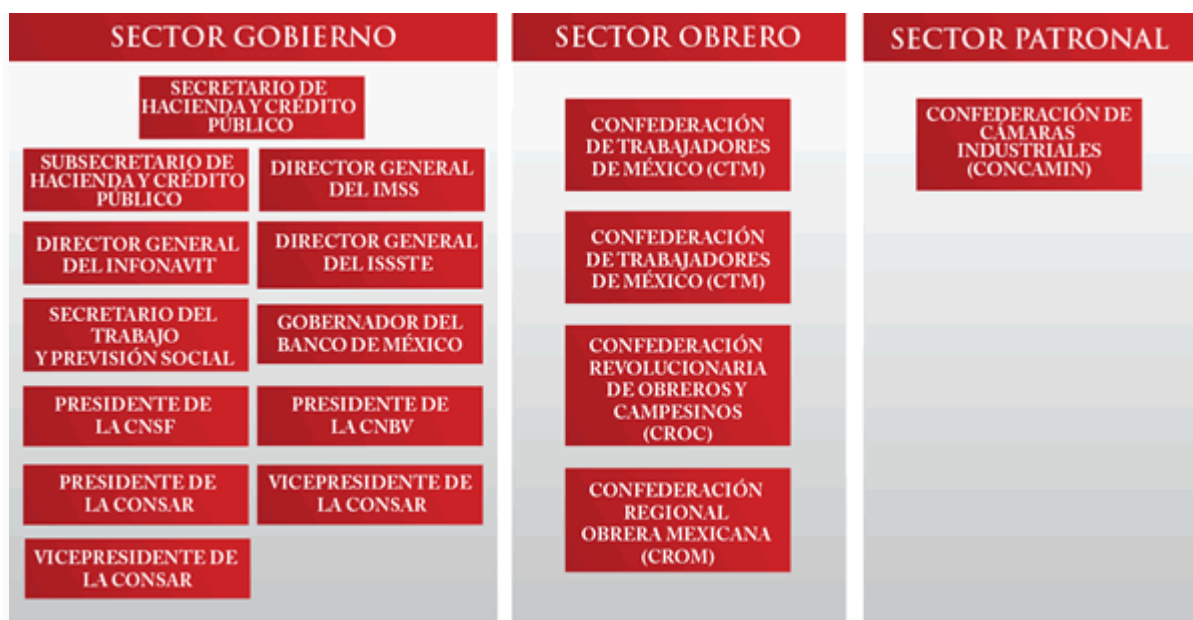 SECTOR GOBIERNO
SECRETARIO DE
HACIENDA Y CRÉDITO
PÚBLICO
SUBSECRETARIO DE
HACIENDA Y CRÉDITO
PÚBLICO
DIRECTOR GENERAL
DEL IMSS
DIRECTOR GENERAL
DEL INFONAVIT
DIRECTOR GENERAL
DEL ISSSTE
SECRETARIO DEL
TRABAJO
Y PREVISIÓN SOCIAL
GOBERNADOR DEL
BANCO DE MÉXICO
PRESIDENTE DE
LA CNSF
PRESIDENTE DE
LA CNBV
PRESIDENTE DE
LA CONSAR
VICEPRESIDENTE DE
LA CONSAR
VICEPRESIDENTE DE
LA CONSAR
SECTOR OBRERO
CONFEDERACIÓN
DE TRABAJADORES
DE MÉXICO (CTM)
CONFEDERACIÓN
DE TRABAJADORES
DE MÉXICO (CTM)
CONFEDERACIÓN
REVOLUCIONARIA
DE OBREROS Y
CAMPESINOS
(CROC)
CONFEDERACIÓN
REGIONAL
OBRERA MEXICANA
(CROM)
SECTOR PATRONAL
CONFEDERACIÓN DE
CÁMARAS
INDUSTRIALES
(CONCAMIN)